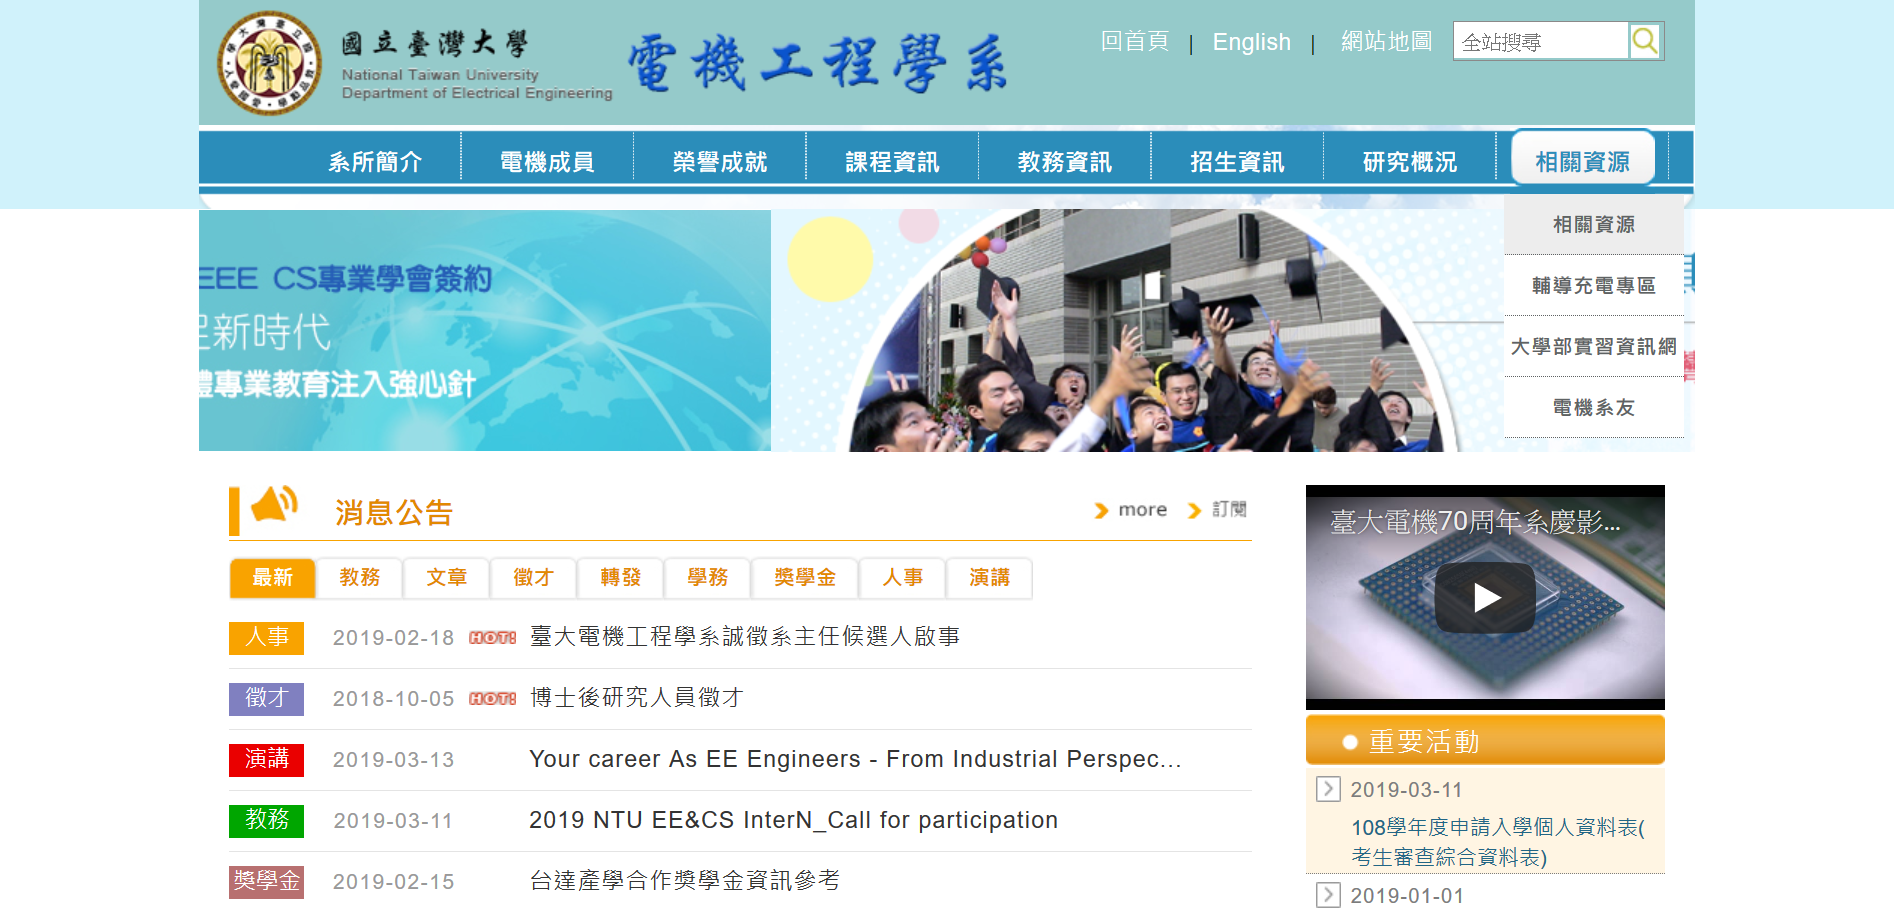 國立臺灣大學
National Taiwan University
Department of Electrical Engineering
電機工程學系
回首頁 | English | 網站地圖
全站搜尋
系所簡介 電機成員 榮譽成就 課程資訊 教務資訊 招生資訊 研究概況 相關資源
相關資源
輔導充電專區
大學部實習資訊網
電機系友
EEE CS專業學會簽約
新時代
體專業教育注入強心針
消息公告
more 訂閱
最新 教務 文章 徵才 轉發 學務 獎學金 人事 演講
人事 2019-02-18 HOT! 臺大電機工程學系誠徵系主任候選人啟事
徵才 2018-10-05 HOT! 博士後研究人員徵才
演講 2019-03-13 Your career As EE Engineers - From Industrial Perspec...
教務 2019-03-11 2019 NTU EE&CS InterN_Call for participation
獎學金 2019-02-15 台達產學合作獎學金資訊參考
臺大電機70周年系慶影...
重要活動
2019-03-11
108學年度申請入學個人資料表(
考生審查綜合資料表)
2019-01-01